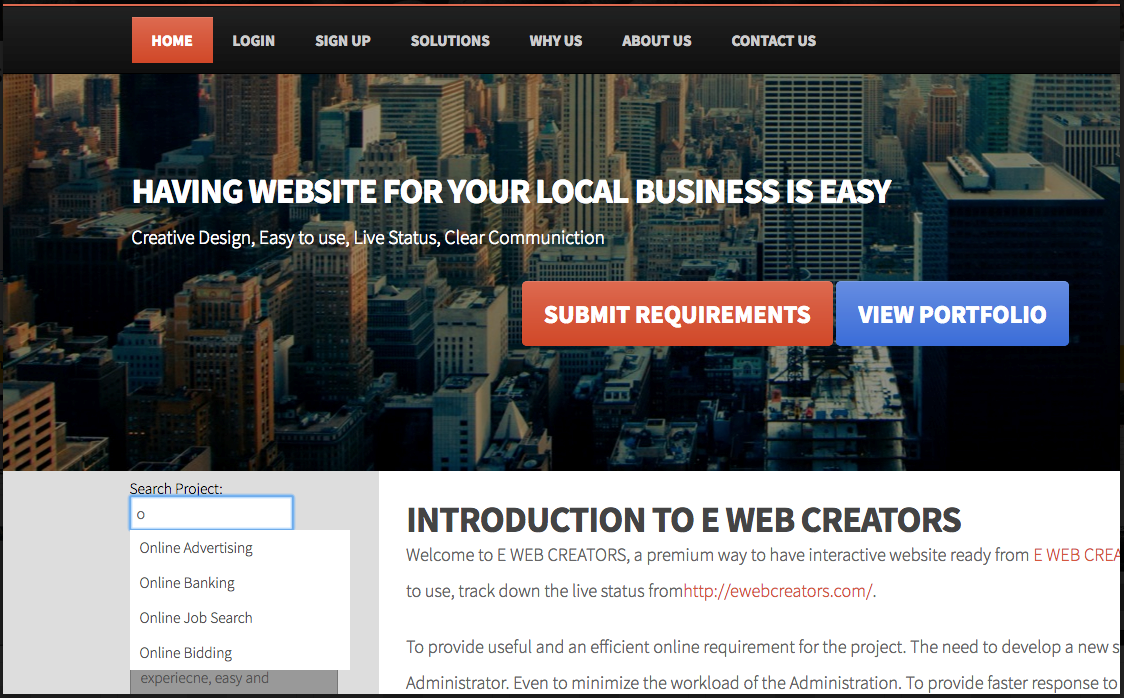 HOME LOGIN SIGN UP SOLUTIONS WHY US ABOUT US CONTACT US
HAVING WEBSITE FOR YOUR LOCAL BUSINESS IS EASY
Creative Design, Easy to use, Live Status, Clear Communiction
SUBMIT REQUIREMENTS VIEW PORTFOLIO
Search Project:
o
Online Advertising
Online Banking
Online Job Search
Online Bidding
experiecne, easy and
INTRODUCTION TO E WEB CREATORS
Welcome to E WEB CREATORS, a premium way to have interactive website ready from E WEB CREA
to use, track down the live status fromhttp://ewebcreators.com/.
To provide useful and an efficient online requirement for the project. The need to develop a new s
Administrator. Even to minimize the workload of the Administration. To provide faster response to